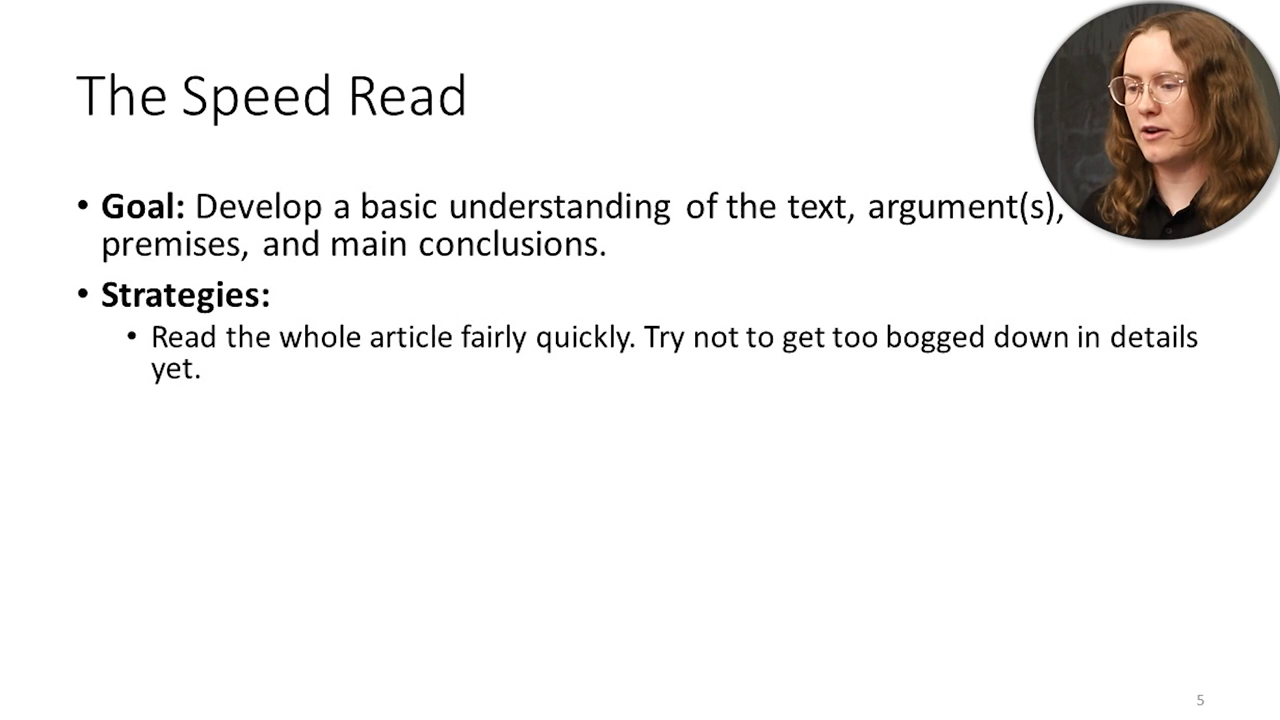 The Speed Read
• Goal: Develop a basic understanding of the text, argument(s),
premises, and main conclusions.
• Strategies:
• Read the whole article fairly quickly. Try not to get too bogged down in details
yet.
5